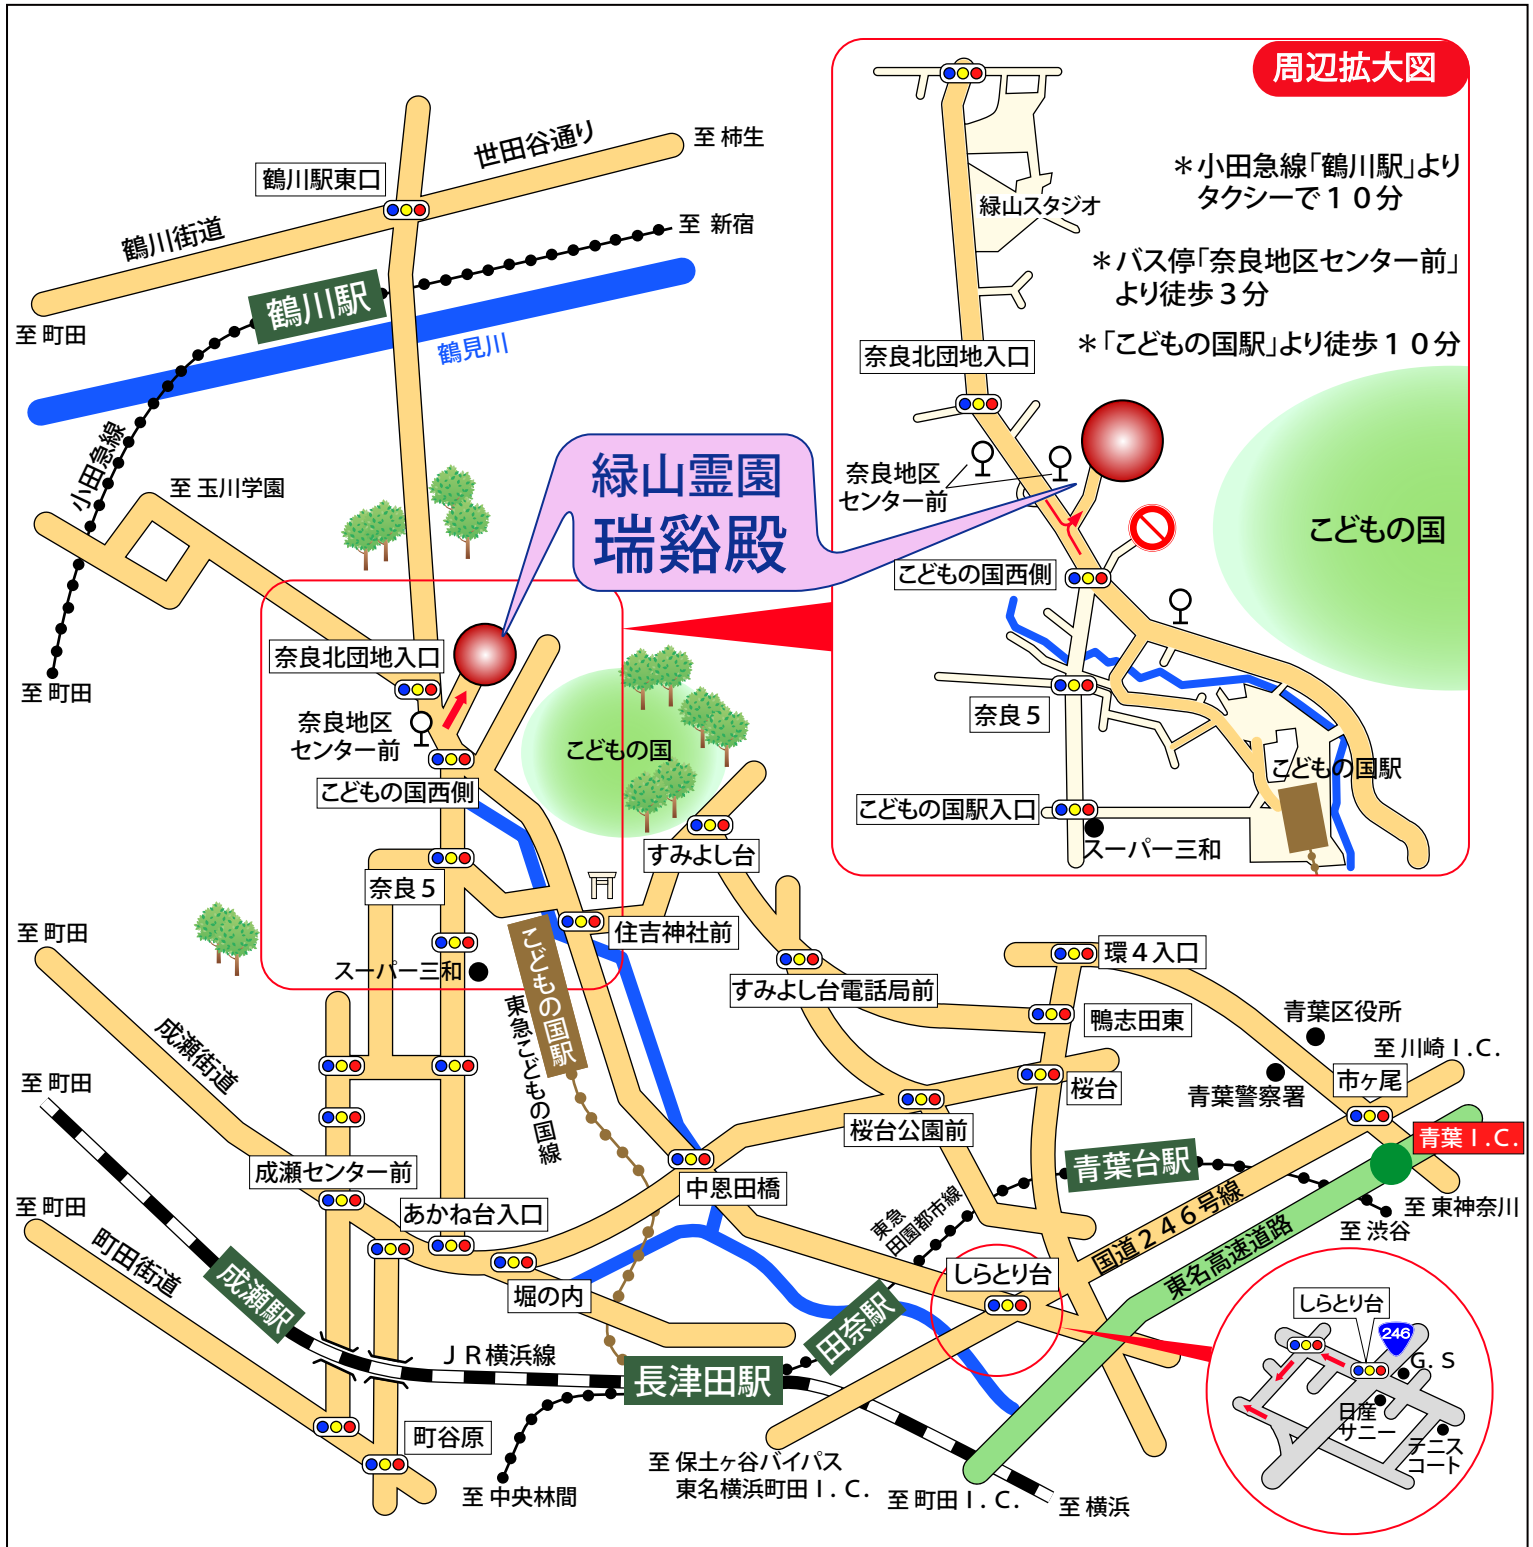 周辺拡大図
＊小田急線「鶴川駅」より
タクシーで１０分
＊バス停「奈良地区センター前」
より徒歩３分
＊「こどもの国駅」より徒歩１０分
緑山スタジオ
奈良北団地入口
奈良地区
センター前
こどもの国
こどもの国西側
奈良５
こどもの国駅
こどもの国駅入口
スーパー三和
世田谷通り
至 柿生
鶴川駅東口
鶴川街道
至 新宿
鶴川駅
至 町田
鶴見川
小田急線
至 玉川学園
緑山霊園
瑞谿殿
至 町田
奈良北団地入口
奈良地区
センター前
こどもの国
こどもの国西側
すみよし台
奈良５
住吉神社前
至 町田
スーパー三和
こどもの国駅
東急こどもの国線
すみよし台電話局前
環４入口
鴨志田東
青葉区役所
至 川崎Ｉ.Ｃ.
成瀬街道
至 町田
桜台
青葉警察署
市ヶ尾
桜台公園前
青葉Ｉ.Ｃ.
成瀬センター前
青葉台駅
中恩田橋
至 町田
あかね台入口
東急
田園都市線
至 東神奈川
至 渋谷
町田街道
国道２４６号線
東名高速道路
成瀬駅
堀の内
しらとり台
田奈駅
しらとり台
246
Ｇ.Ｓ
ＪＲ横浜線
長津田駅
日産
サニー
テニス
コート
町谷原
至 保土ヶ谷バイパス
東名横浜町田Ｉ.Ｃ.
至 中央林間
至 町田Ｉ.Ｃ.
至 横浜